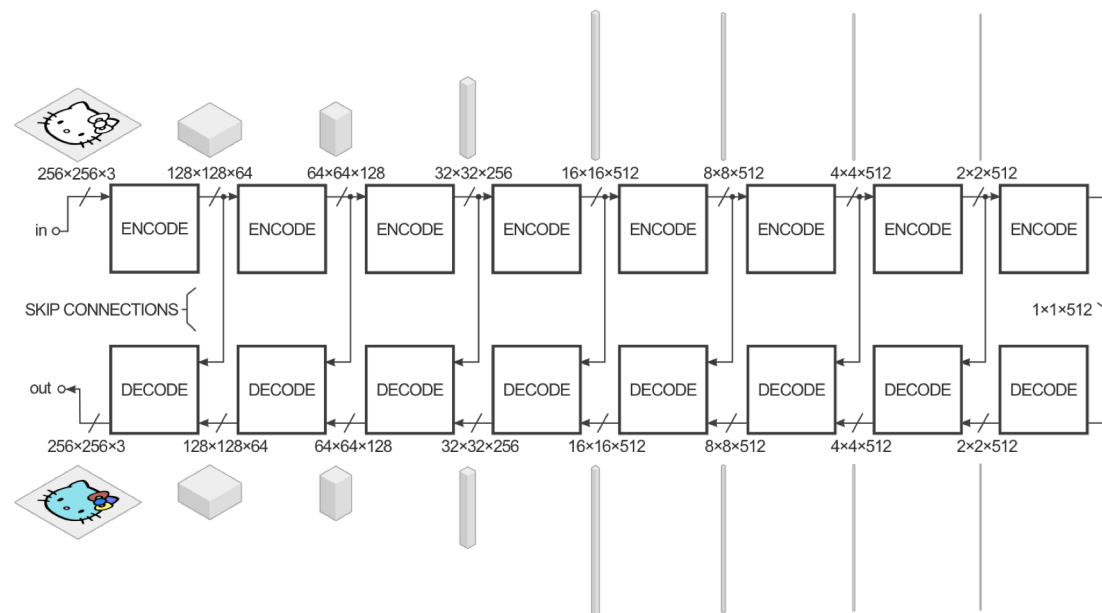 256×256×3 128×128×64 64×64×128 32×32×256 16×16×512 8×8×512 4×4×512 2×2×512
in ENCODE ENCODE ENCODE ENCODE ENCODE ENCODE ENCODE ENCODE
SKIP CONNECTIONS 1×1×512
out DECODE DECODE DECODE DECODE DECODE DECODE DECODE DECODE
256×256×3 128×128×64 64×64×128 32×32×256 16×16×512 8×8×512 4×4×512 2×2×512